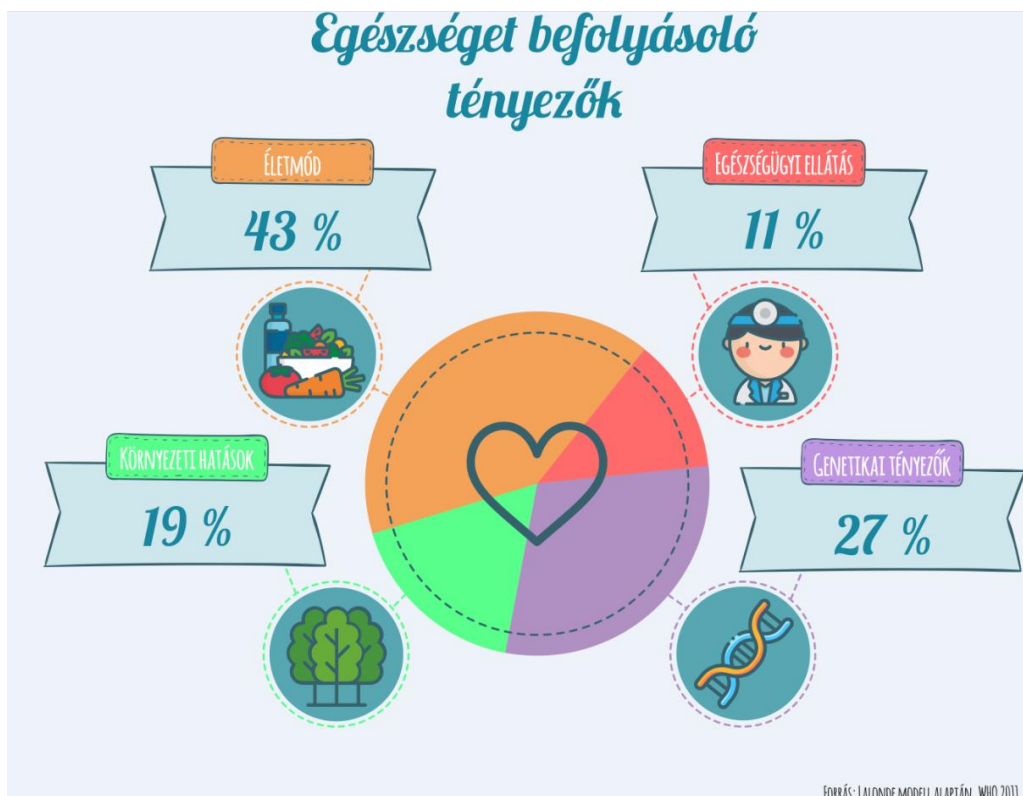 Egészséget befolyásoló
tényezők
ÉLETMÓD
43 %
EGÉSZSÉGÜGYI ELLÁTÁS
11 %
KÖRNYEZETI HATÁSOK
19 %
GENETIKAI TÉNYEZŐK
27 %
FORRÁS: LALONDE MODELL ALAPJÁN, WHO 2011